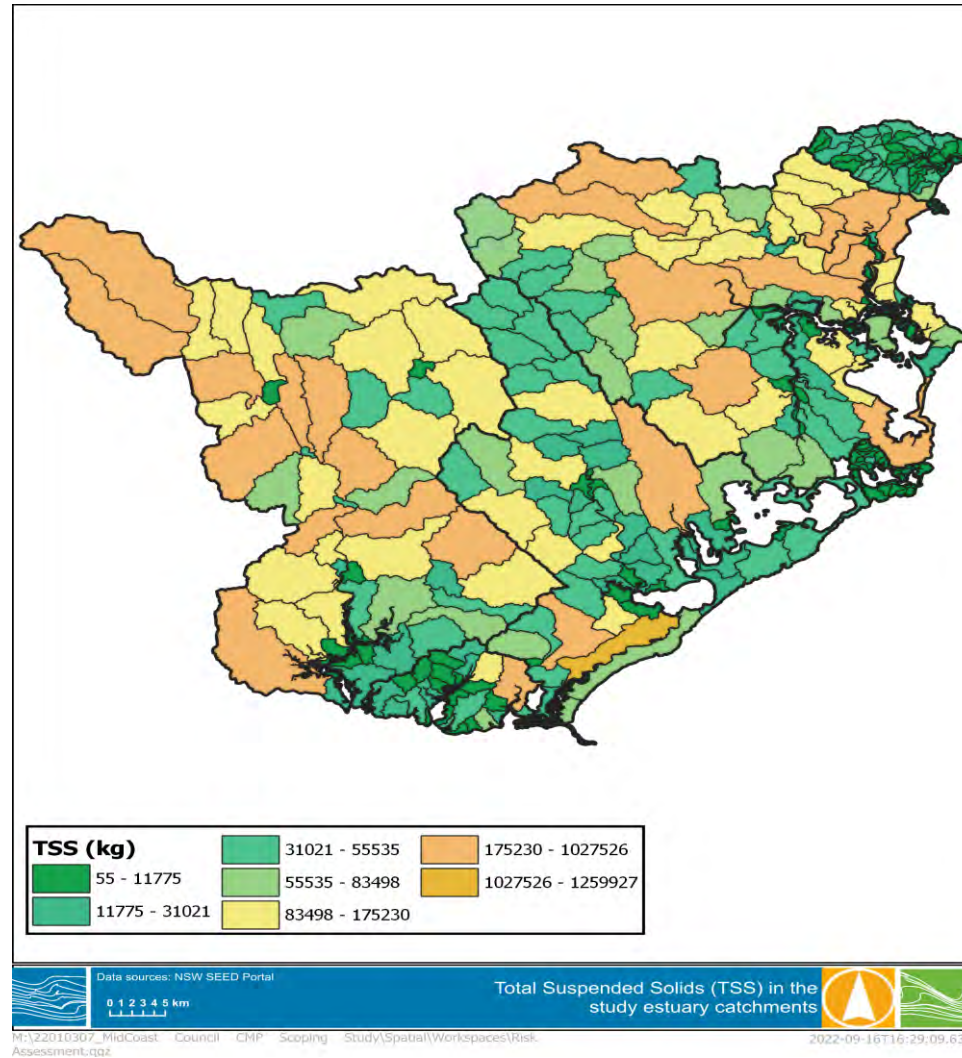 TSS (kg)
55 - 11775
11775 - 31021
31021 - 55535
55535 - 83498
83498 - 175230
175230 - 1027526
1027526 - 1259927
Data sources: NSW SEED Portal
0 1 2 3 4 5 km
Total Suspended Solids (TSS) in the
study estuary catchments
M:\22010307_MidCoast Council CMP Scoping Study\Spatial\Workspaces\Risk
Assessment.qgz
2022-09-16T16:29:09.63